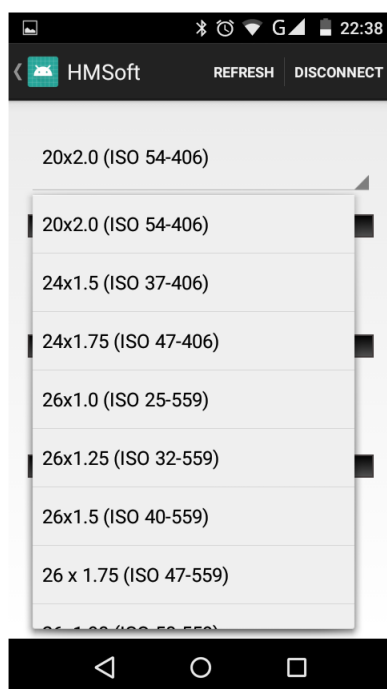 G 22:38
HMSoft REFRESH DISCONNECT
20x2.0 (ISO 54-406)
20x2.0 (ISO 54-406)
24x1.5 (ISO 37-406)
24x1.75 (ISO 47-406)
26x1.0 (ISO 25-559)
26x1.25 (ISO 32-559)
26x1.5 (ISO 40-559)
26 x 1.75 (ISO 47-559)